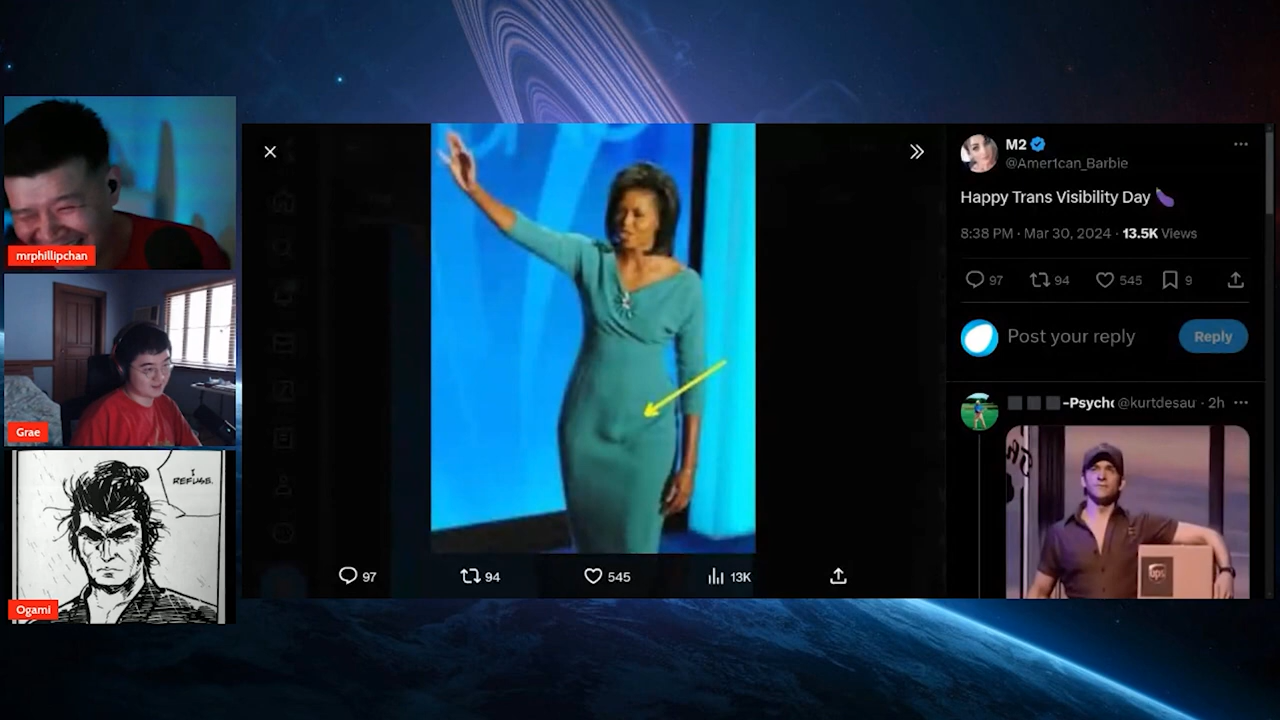 mrphillipchan
Grae
I
REFUSE.
Ogami
97
94
545
13K
M2
@Amer1can_Barbie
Happy Trans Visibility Day 🍆
8:38 PM · Mar 30, 2024 · 13.5K Views
97 94 545 9
Post your reply
Reply
-Psych @kurtdesau · 2h
ups